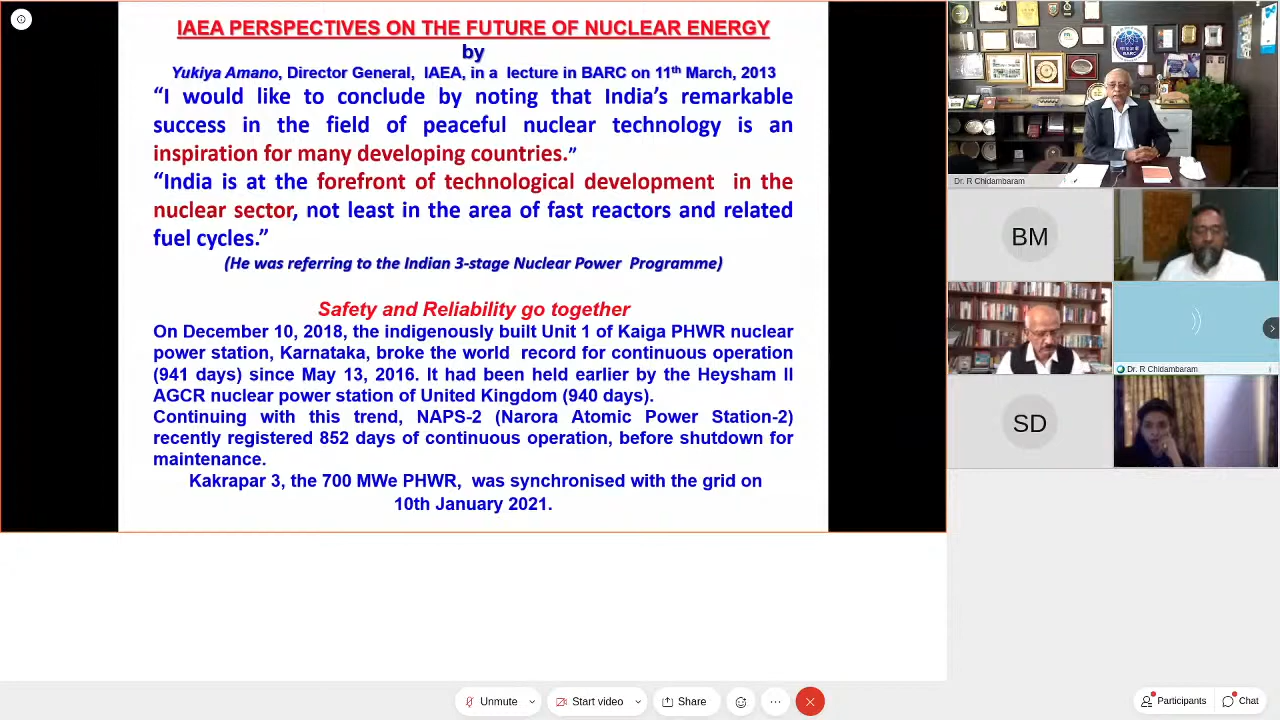 IAEA PERSPECTIVES ON THE FUTURE OF NUCLEAR ENERGY
by
Yukiya Amano, Director General, IAEA, in a lecture in BARC on 11th March, 2013
“I would like to conclude by noting that India’s remarkable
success in the field of peaceful nuclear technology is an
inspiration for many developing countries.”
“India is at the forefront of technological development in the
nuclear sector, not least in the area of fast reactors and related
fuel cycles.”
(He was referring to the Indian 3-stage Nuclear Power Programme)
Safety and Reliability go together
On December 10, 2018, the indigenously built Unit 1 of Kaiga PHWR nuclear
power station, Karnataka, broke the world record for continuous operation
(941 days) since May 13, 2016. It had been held earlier by the Heysham II
AGCR nuclear power station of United Kingdom (940 days).
Continuing with this trend, NAPS-2 (Narora Atomic Power Station-2)
recently registered 852 days of continuous operation, before shutdown for
maintenance.
Kakrapar 3, the 700 MWe PHWR, was synchronised with the grid on
10th January 2021.
BARC
Dr. R Chidambaram
BM
Dr. R Chidambaram
SD
Unmute
Start video
Share
Participants
Chat